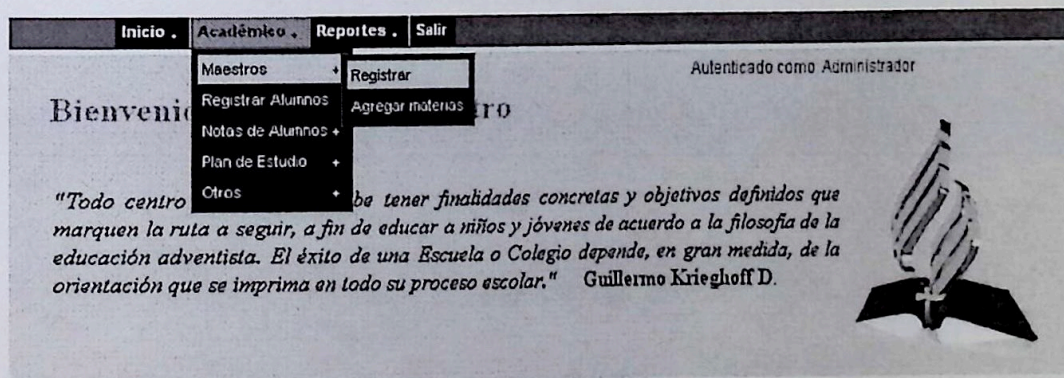 Inicio . Académico . Reportes . Salir
Autenticado como Administrador
Maestros +
Registrar Alumnos
Notas de Alumnos +
Plan de Estudio +
Otros +
Registrar
Agregar materias
Bienveni tro
"Todo centro be tener finalidades concretas y objetivos definidos que
marquen la ruta a seguir, a fin de educar a niños y jóvenes de acuerdo a la filosofía de la
educación adventista. El éxito de una Escuela o Colegio depende, en gran medida, de la
orientación que se imprima en todo su proceso escolar." Guillermo Krieghoff D.